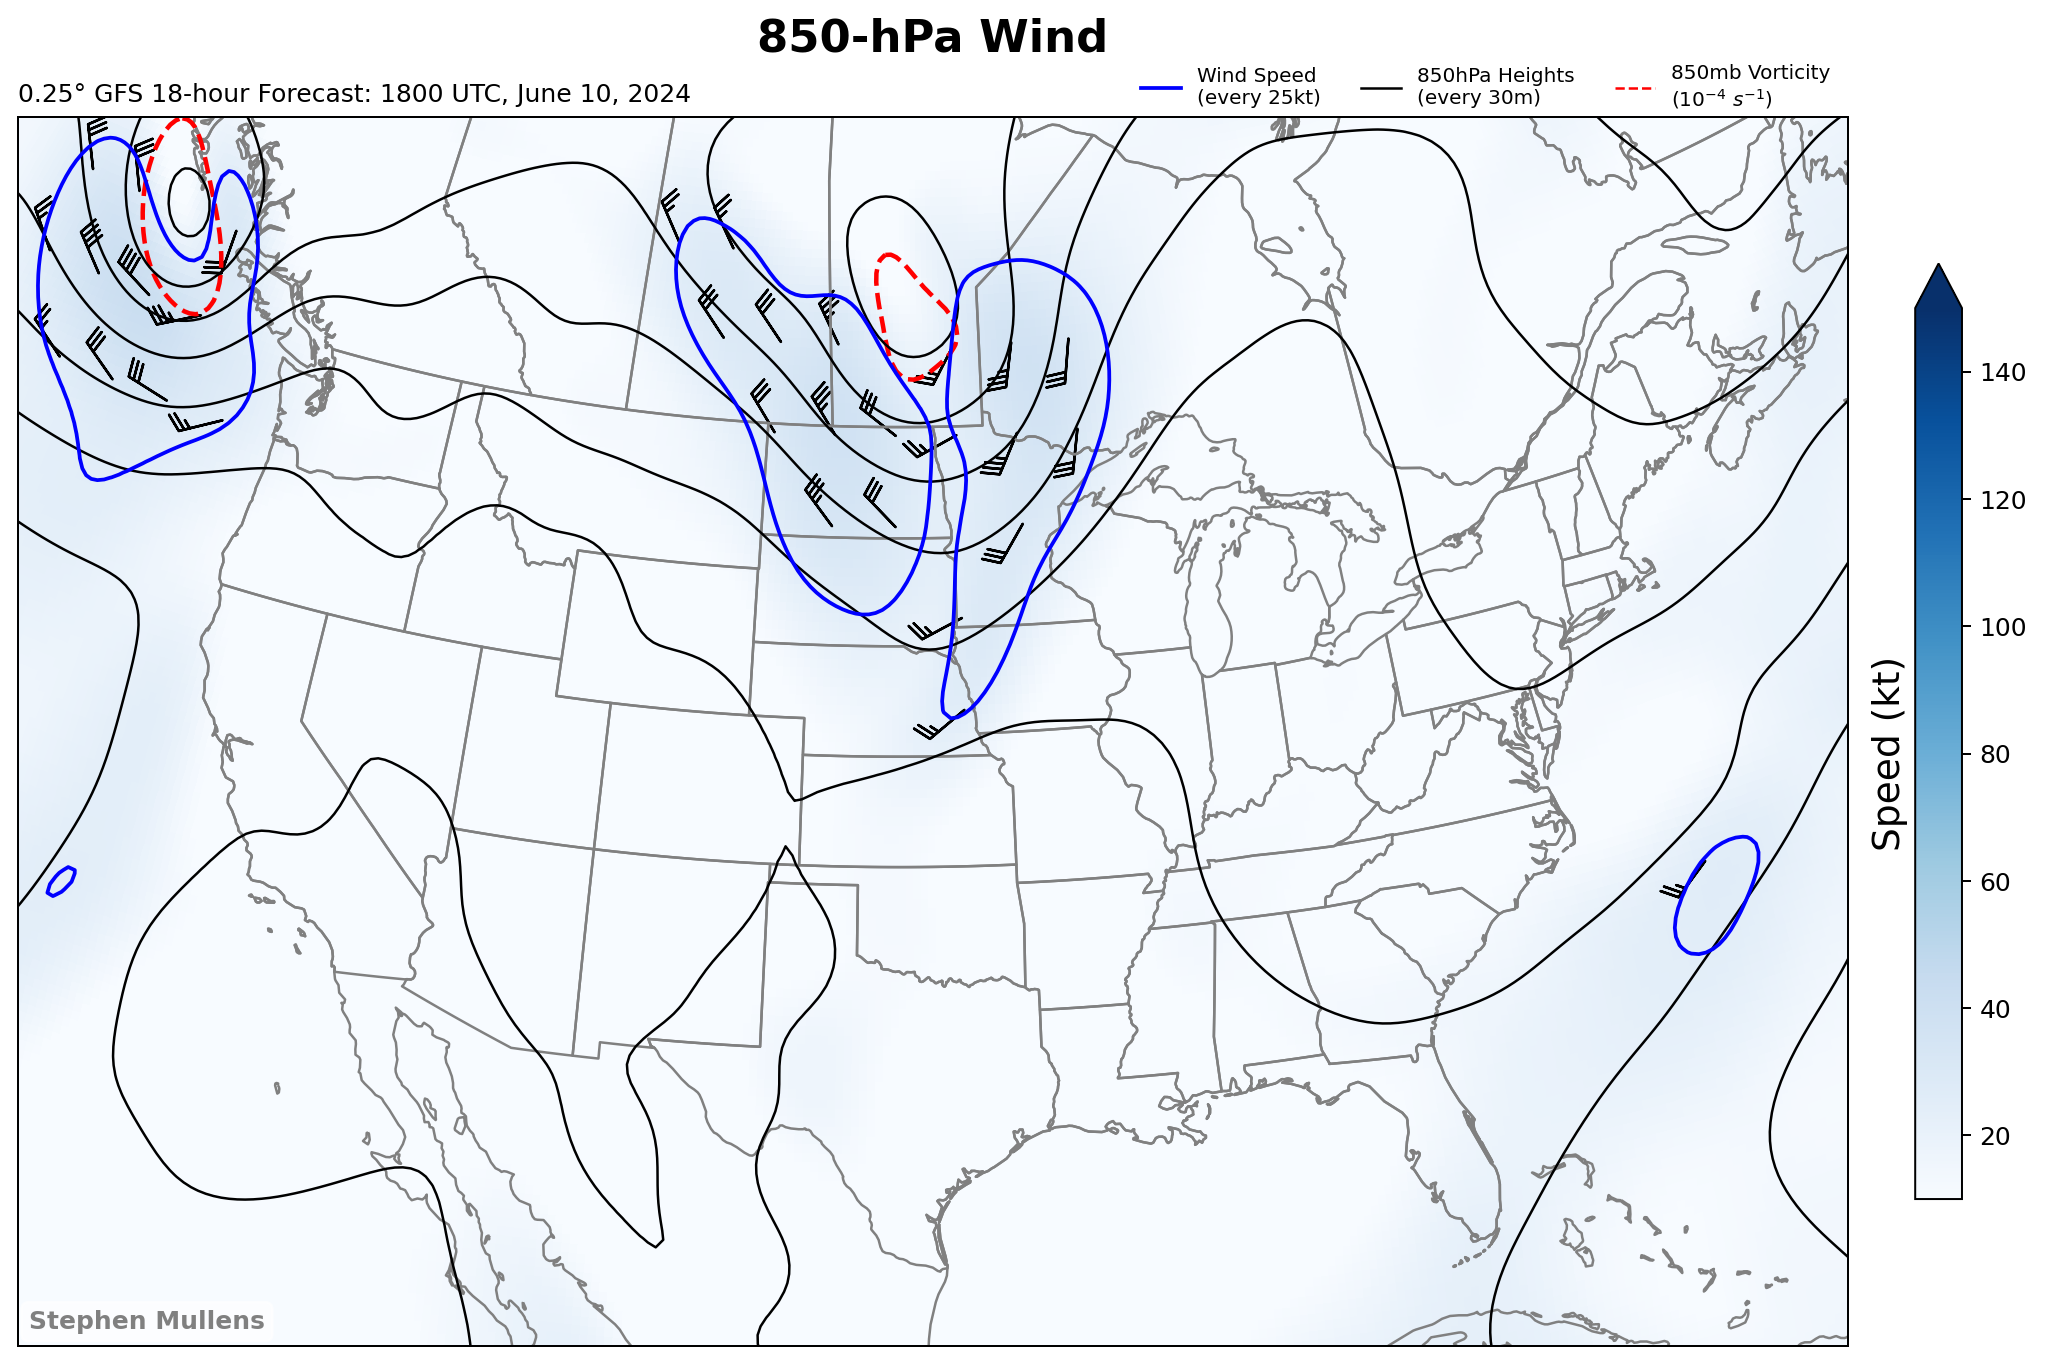 850-hPa Wind
0.25° GFS 18-hour Forecast: 1800 UTC, June 10, 2024
Wind Speed
(every 25kt)
850hPa Heights
(every 30m)
850mb Vorticity
(10⁻⁴ s⁻¹)
140
120
100
80
60
40
20
Speed (kt)
Stephen Mullens